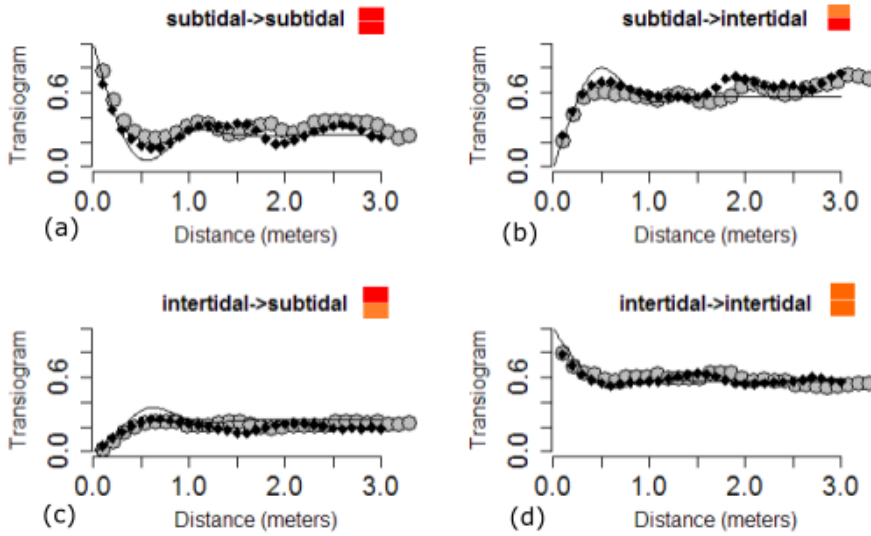 subtidal->subtidal
Transiogram
0.6
0.0
0.0 1.0 2.0 3.0
(a)
Distance (meters)
subtidal->intertidal
Transiogram
0.6
0.0
0.0 1.0 2.0 3.0
(b)
Distance (meters)
intertidal->subtidal
Transiogram
0.6
0.0
0.0 1.0 2.0 3.0
(c)
Distance (meters)
intertidal->intertidal
Transiogram
0.6
0.0
0.0 1.0 2.0 3.0
(d)
Distance (meters)